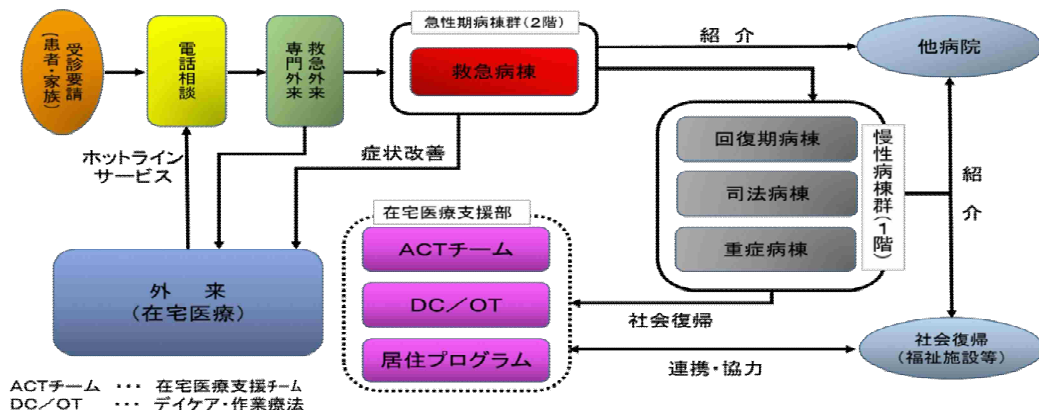 受診要請
(患者・家族)
電話相談
救急外来
専門外来
急性期病棟群(2階)
救急病棟
紹介
他病院
ホットライン
サービス
症状改善
回復期病棟
司法病棟
重症病棟
慢性病棟群(1階)
紹介
在宅医療支援部
ACTチーム
DC/OT
居住プログラム
外 来
(在宅医療)
社会復帰
連携・協力
社会復帰
(福祉施設等)
ACTチーム ・・・ 在宅医療支援チーム
DC/OT ・・・ デイケア・作業療法